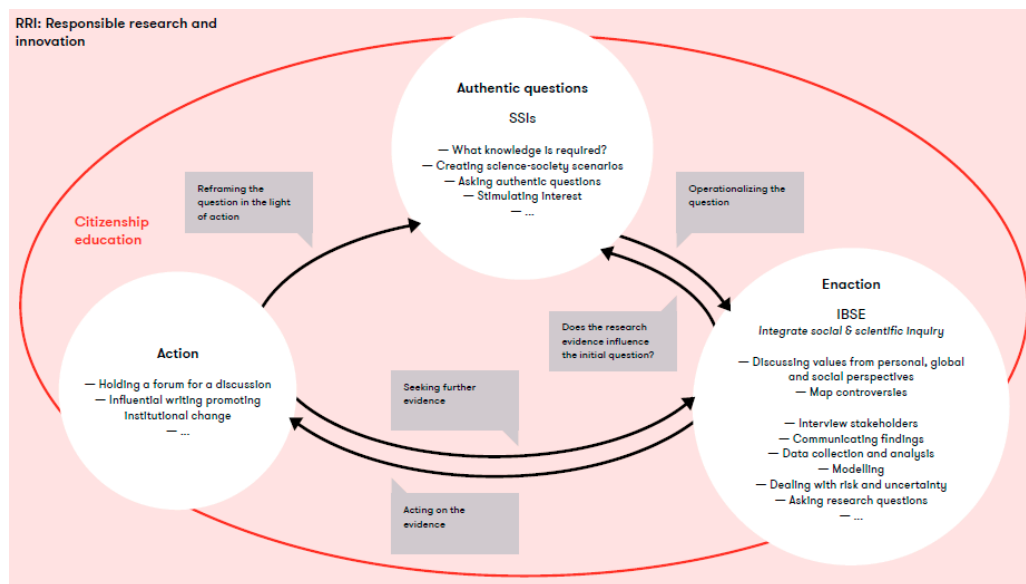 RRI: Responsible research and
innovation
Authentic questions
SSIs
— What knowledge is required?
— Creating science-society scenarios
— Asking authentic questions
— Stimulating interest
— ...
Reframing the
question in the light
of action
Operationalizing the
question
Citizenship
education
Enaction
IBSE
Integrate social & scientific inquiry
— Discussing values from personal, global
and social perspectives
— Map controversies
— Interview stakeholders
— Communicating findings
— Data collection and analysis
— Modelling
— Dealing with risk and uncertainty
— Asking research questions
— ...
Does the research
evidence influence
the initial question?
Action
— Holding a forum for a discussion
— Influential writing promoting
institutional change
— ...
Seeking further
evidence
Acting on the
evidence